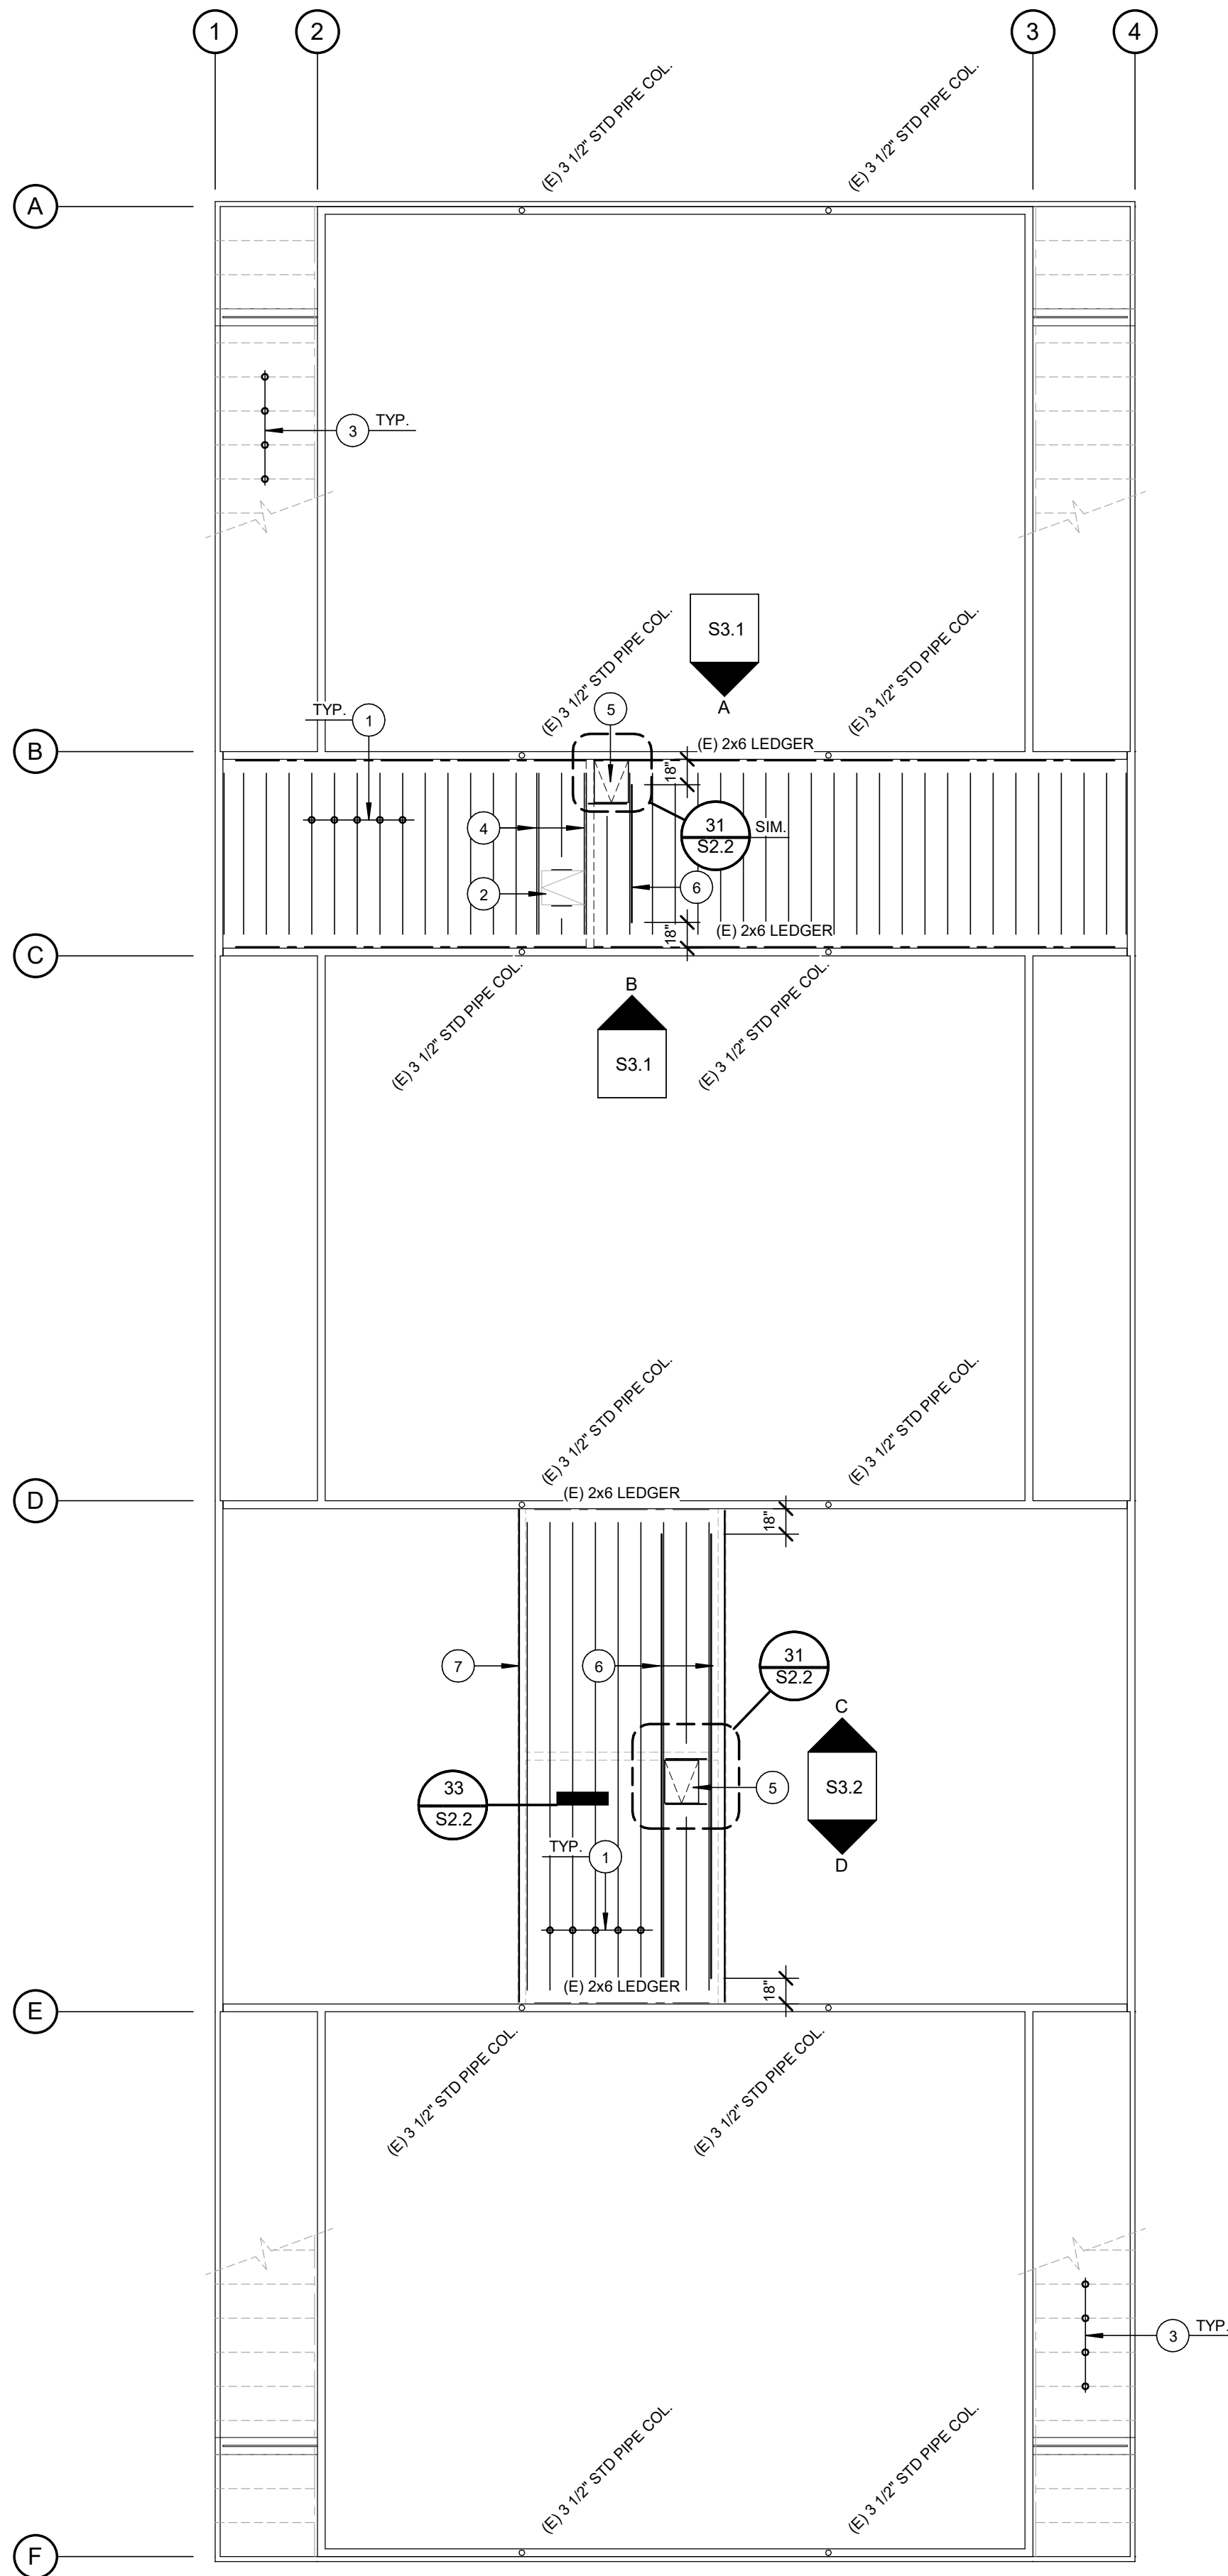 1
2
3
4
(E) 3 1/2" STD PIPE COL.
(E) 3 1/2" STD PIPE COL.
A
3
TYP.
S3.1
A
(E) 3 1/2" STD PIPE COL.
(E) 3 1/2" STD PIPE COL.
TYP.
1
5
B
(E) 2x6 LEDGER
18"
4
31
S2.2
SIM.
2
6
18"
(E) 2x6 LEDGER
C
(E) 3 1/2" STD PIPE COL.
(E) 3 1/2" STD PIPE COL.
B
S3.1
(E) 3 1/2" STD PIPE COL.
(E) 3 1/2" STD PIPE COL.
(E) 2x6 LEDGER
D
18"
7
6
31
S2.2
C
S3.2
D
5
33
S2.2
TYP.
1
(E) 2x6 LEDGER
18"
E
(E) 3 1/2" STD PIPE COL.
(E) 3 1/2" STD PIPE COL.
3
TYP.
(E) 3 1/2" STD PIPE COL.
(E) 3 1/2" STD PIPE COL.
F